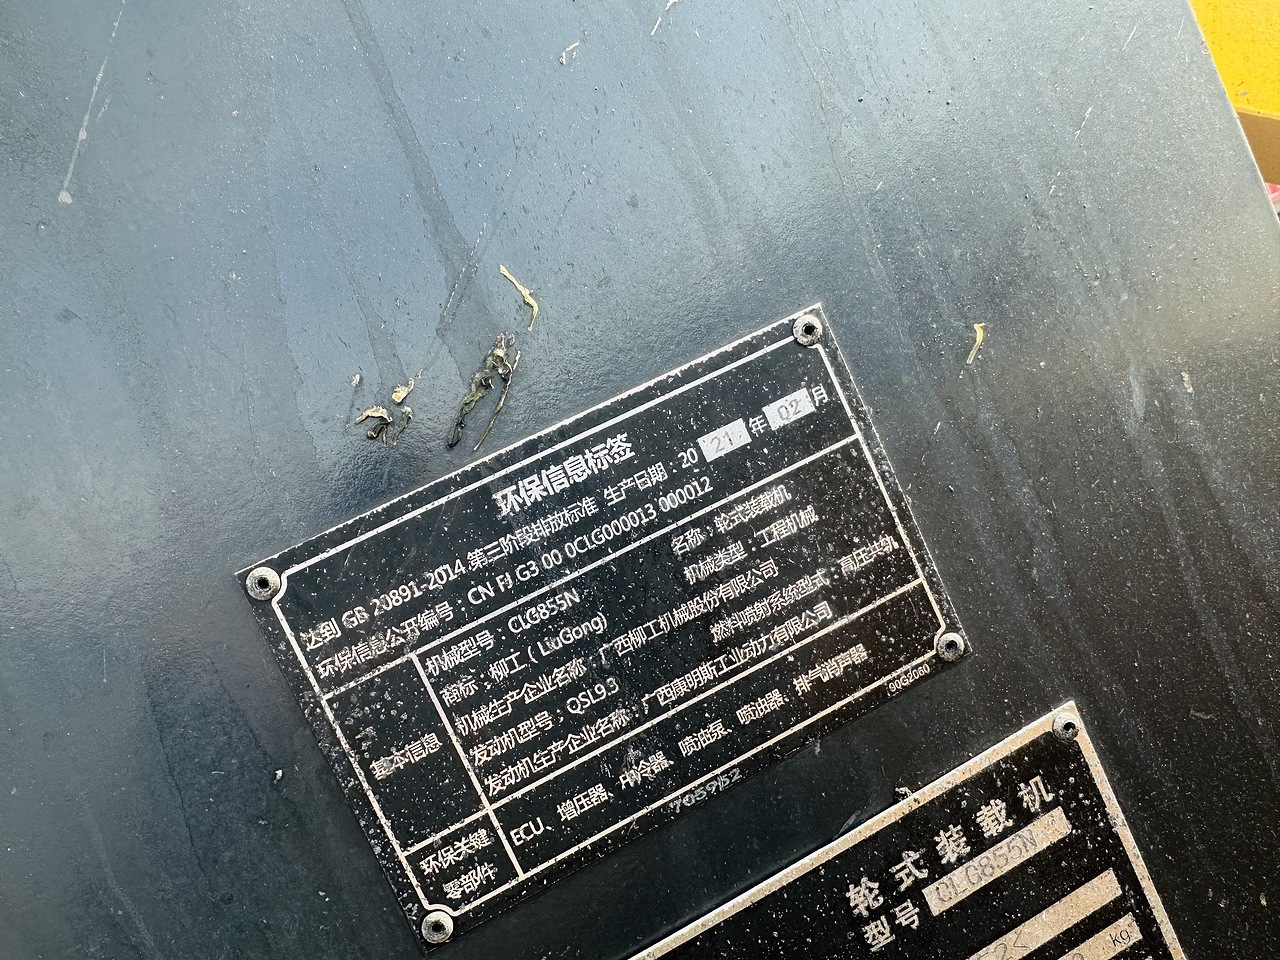 环保信息标签
达到 GB 20891-2014 第三阶段排放标准 生产日期：2021年02月
环保信息公开编号：CN FJ G3 00 0CLG000013 000012
基本信息
机械型号：CLG855N 名称：轮式装载机
商标：柳工（LiuGong） 机械类型：工程机械
机械生产企业名称：广西柳工机械股份有限公司
发动机型号：QSL9.3 燃料喷射系统型式：高压共轨
发动机生产企业名称：广西康明斯工业动力有限公司
环保关键零部件
ECU、增压器、中冷器、喷油泵、喷油器、排气消声器
90G2060
7059152
轮式装载机
型号 CLG855N
kg